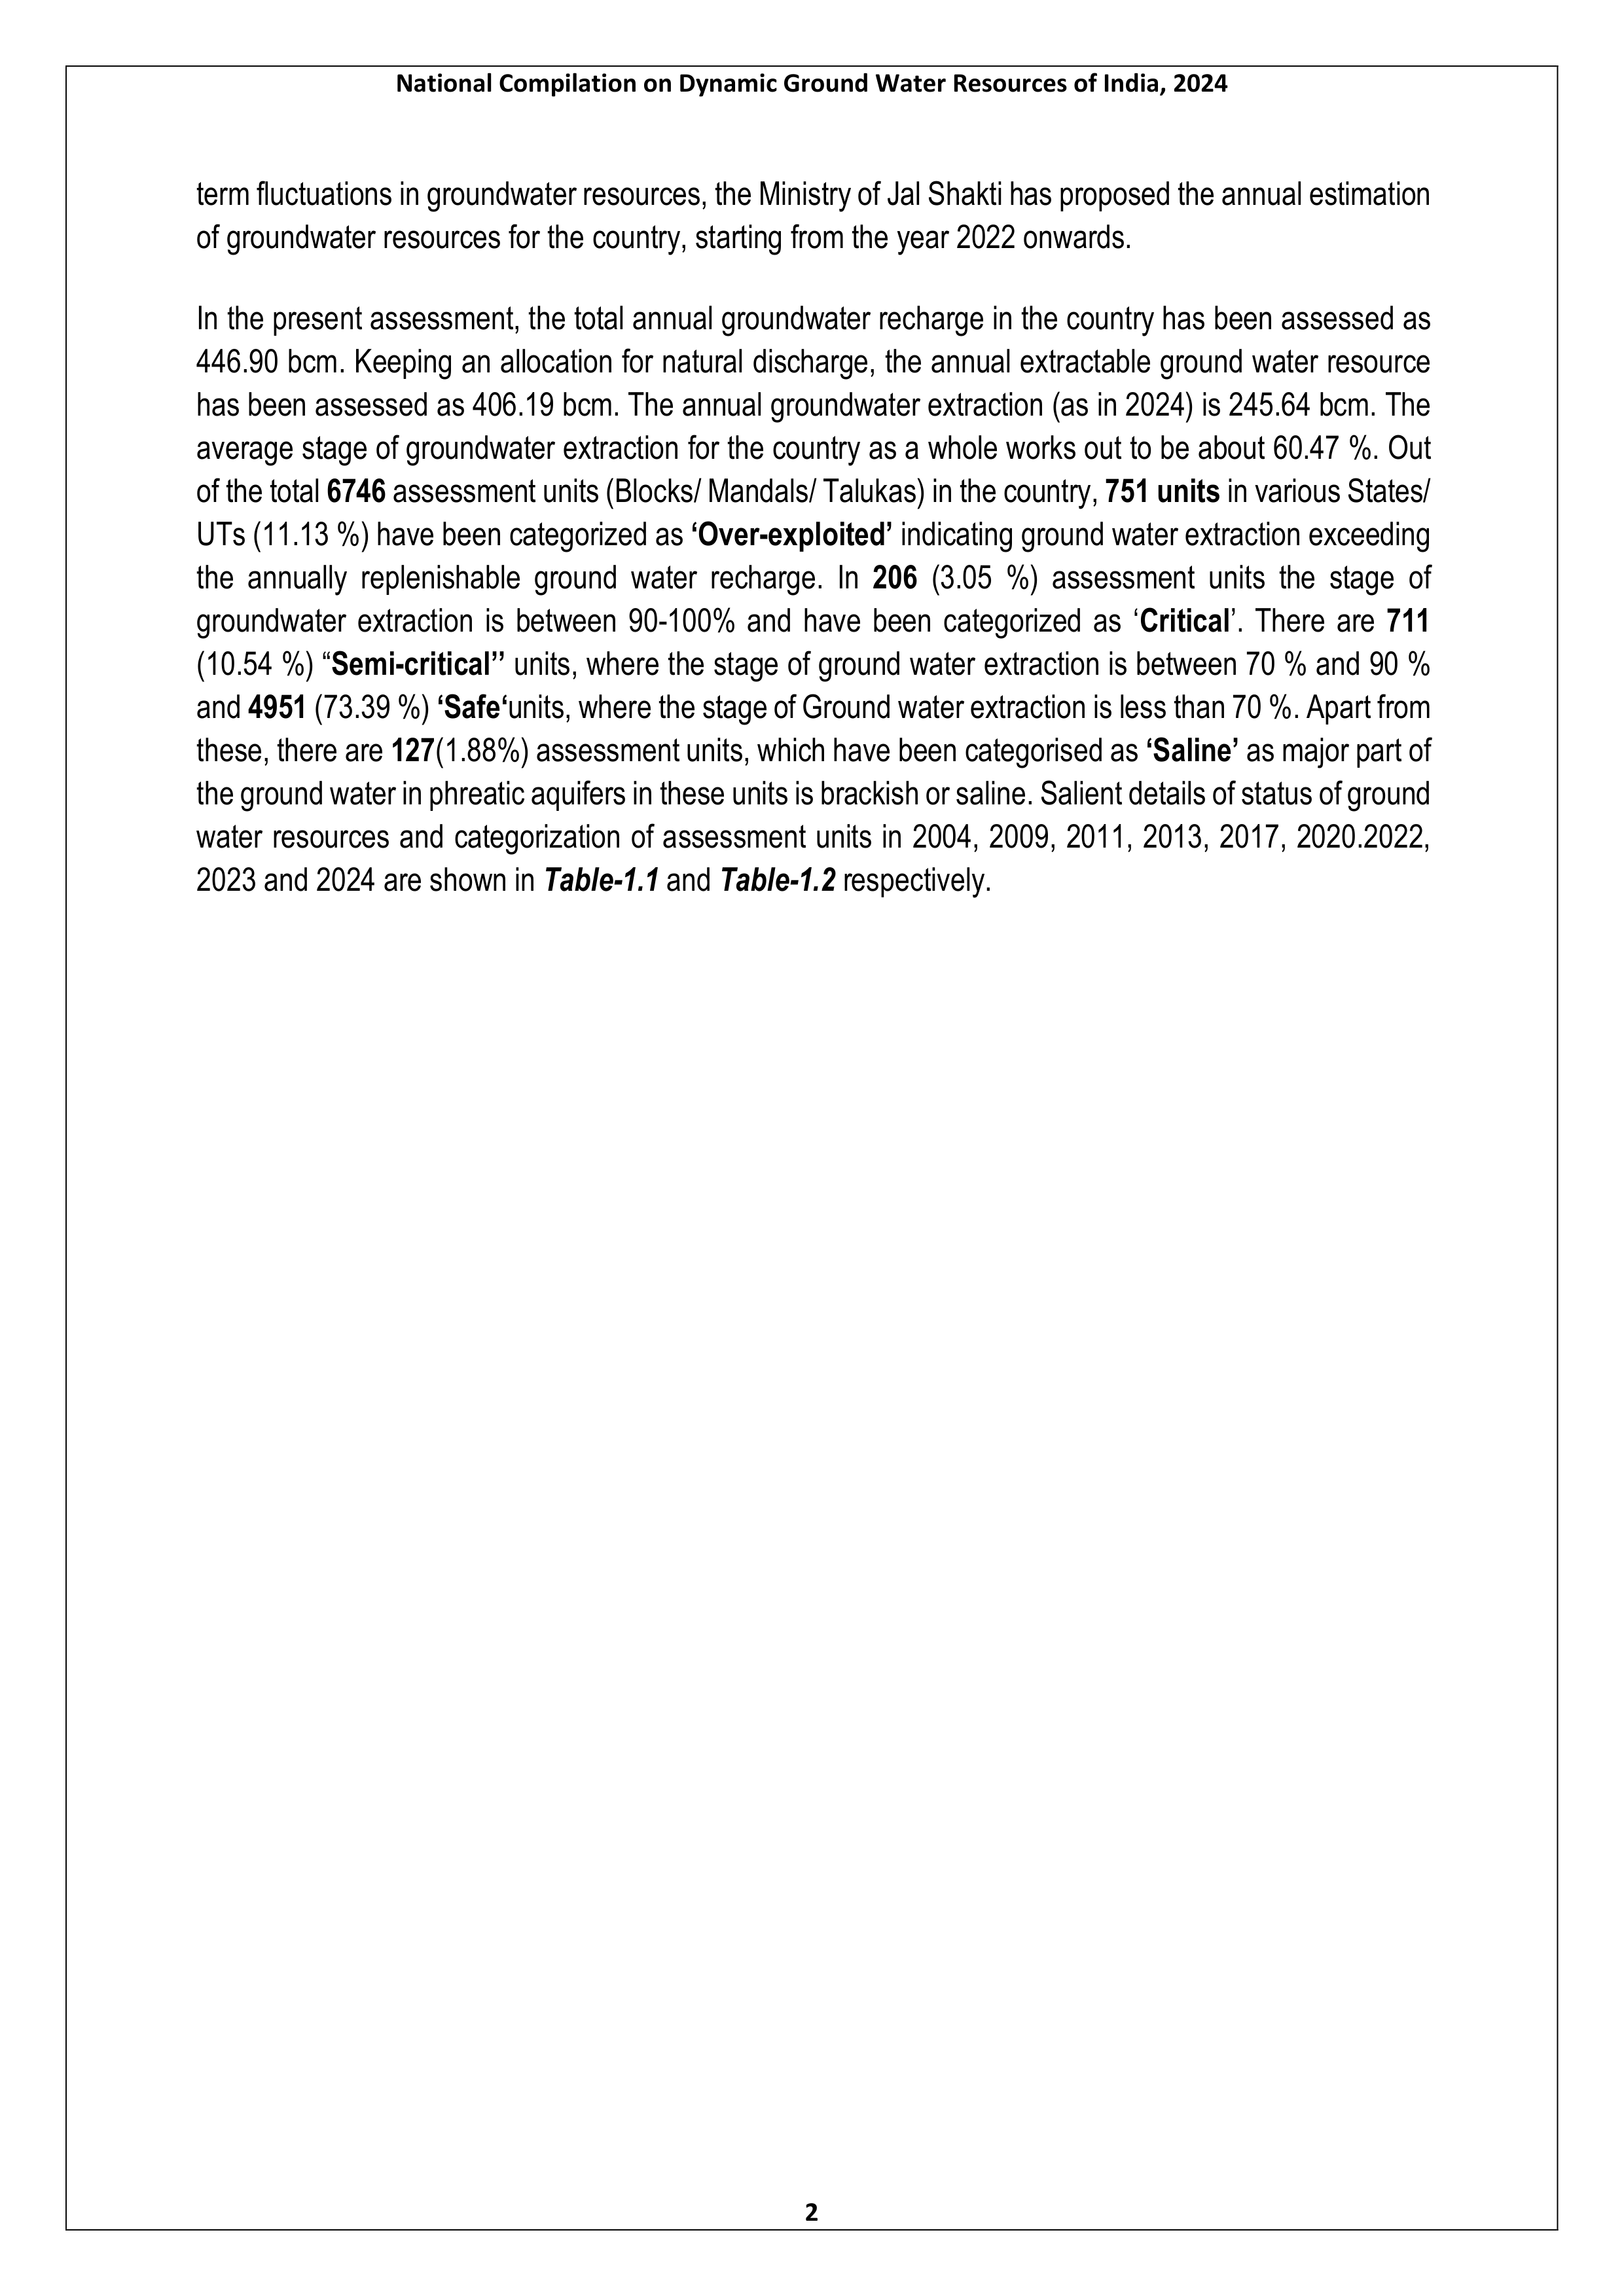 National Compilation on Dynamic Ground Water Resources of India, 2024
term fluctuations in groundwater resources, the Ministry of Jal Shakti has proposed the annual estimation
of groundwater resources for the country, starting from the year 2022 onwards.
In the present assessment, the total annual groundwater recharge in the country has been assessed as
446.90 bcm. Keeping an allocation for natural discharge, the annual extractable ground water resource
has been assessed as 406.19 bcm. The annual groundwater extraction (as in 2024) is 245.64 bcm. The
average stage of groundwater extraction for the country as a whole works out to be about 60.47 %. Out
of the total 6746 assessment units (Blocks/ Mandals/ Talukas) in the country, 751 units in various States/
UTs (11.13 %) have been categorized as ‘Over-exploited’ indicating ground water extraction exceeding
the annually replenishable ground water recharge. In 206 (3.05 %) assessment units the stage of
groundwater extraction is between 90-100% and have been categorized as ‘Critical’. There are 711
(10.54 %) “Semi-critical’’ units, where the stage of ground water extraction is between 70 % and 90 %
and 4951 (73.39 %) ‘Safe‘units, where the stage of Ground water extraction is less than 70 %. Apart from
these, there are 127(1.88%) assessment units, which have been categorised as ‘Saline’ as major part of
the ground water in phreatic aquifers in these units is brackish or saline. Salient details of status of ground
water resources and categorization of assessment units in 2004, 2009, 2011, 2013, 2017, 2020.2022,
2023 and 2024 are shown in Table-1.1 and Table-1.2 respectively.
2